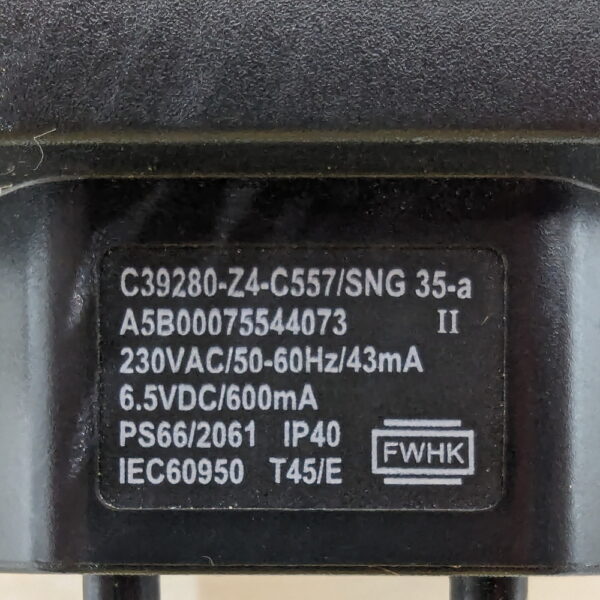 C39280-Z4-C557/SNG 35-a
A5B00075544073 II
230VAC/50-60Hz/43mA
6.5VDC/600mA
PS66/2061 IP40
IEC60950 T45/E
FWHK